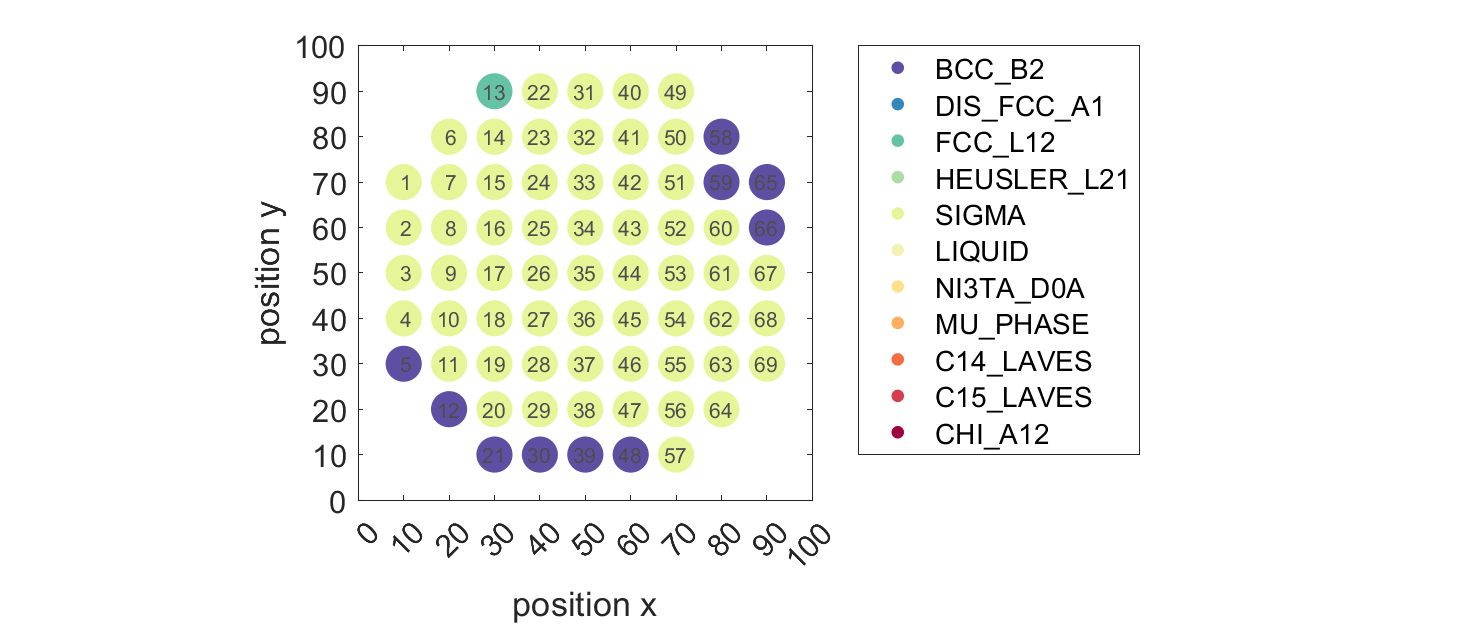 100
90
80
70
60
50
40
30
20
10
0
position y
13 22 31 40 49
6 14 23 32 41 50 58
1 7 15 24 33 42 51 59 65
2 8 16 25 34 43 52 60 66
3 9 17 26 35 44 53 61 67
4 10 18 27 36 45 54 62 68
5 11 19 28 37 46 55 63 69
12 20 29 38 47 56 64
21 30 39 48 57
0 10 20 30 40 50 60 70 80 90 100
position x
BCC_B2
DIS_FCC_A1
FCC_L12
HEUSLER_L21
SIGMA
LIQUID
NI3TA_D0A
MU_PHASE
C14_LAVES
C15_LAVES
CHI_A12